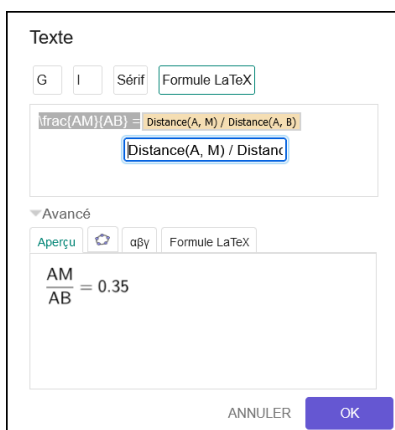 Texte
G I Sérif Formule LaTeX
\frac{AM}{AB} = Distance(A, M) / Distance(A, B)
Distance(A, M) / Distanc
Avancé
Aperçu αβγ Formule LaTeX
AM
AB
= 0.35
ANNULER OK